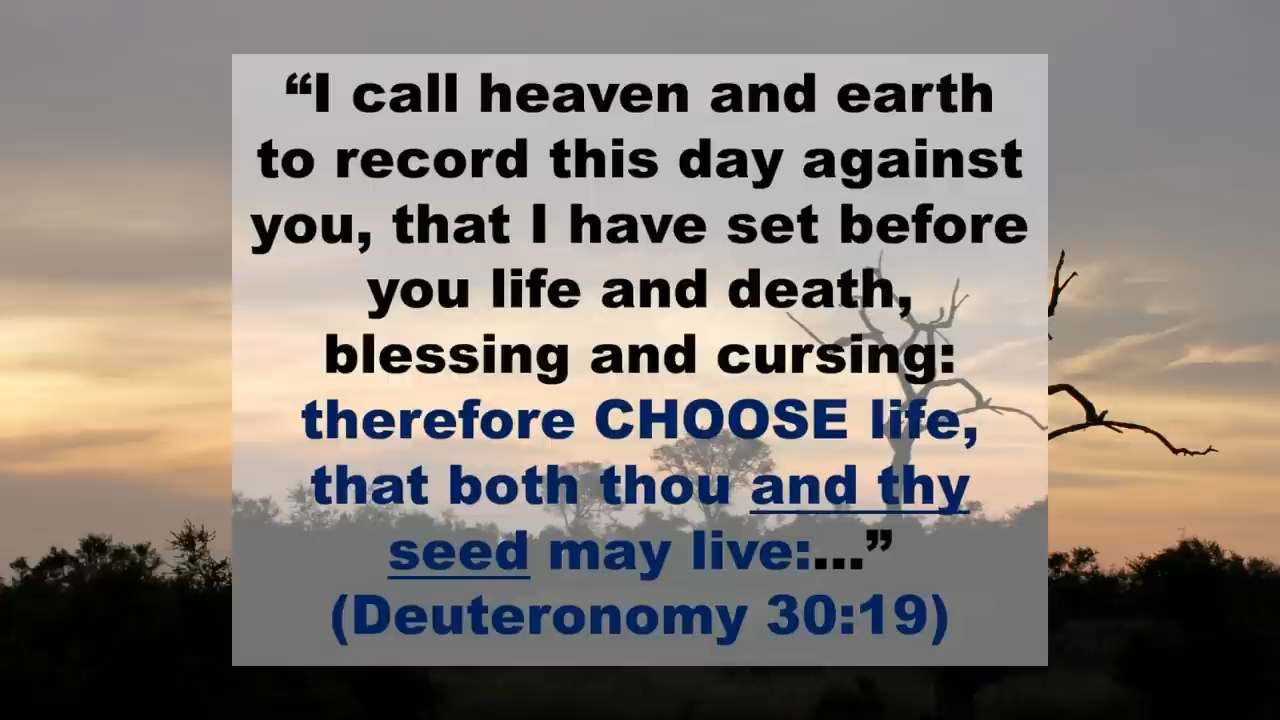 “I call heaven and earth
to record this day against
you, that I have set before
you life and death,
blessing and cursing:
therefore CHOOSE life,
that both thou and thy
seed may live:...”
(Deuteronomy 30:19)